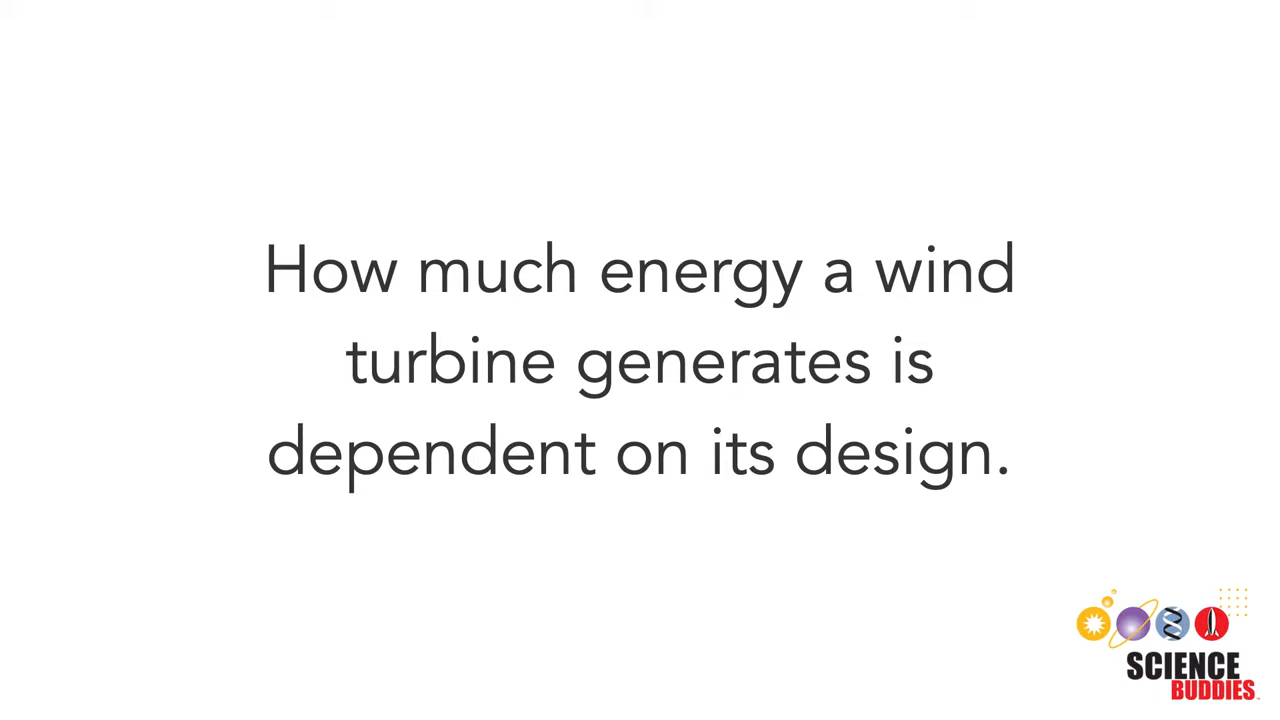 How much energy a wind
turbine generates is
dependent on its design.
SCIENCE
BUDDIES